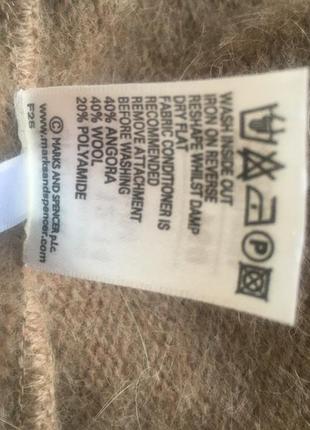 WASH INSIDE OUT
IRON ON REVERSE
RESHAPE WHILST DAMP
DRY FLAT
FABRIC CONDITIONER IS
RECOMMENDED
REMOVE ATTACHMENT
BEFORE WASHING
40% ANGORA
40% WOOL
20% POLYAMIDE
© MARKS AND SPENCER p.l.c.
www.marksandspencer.com
F25